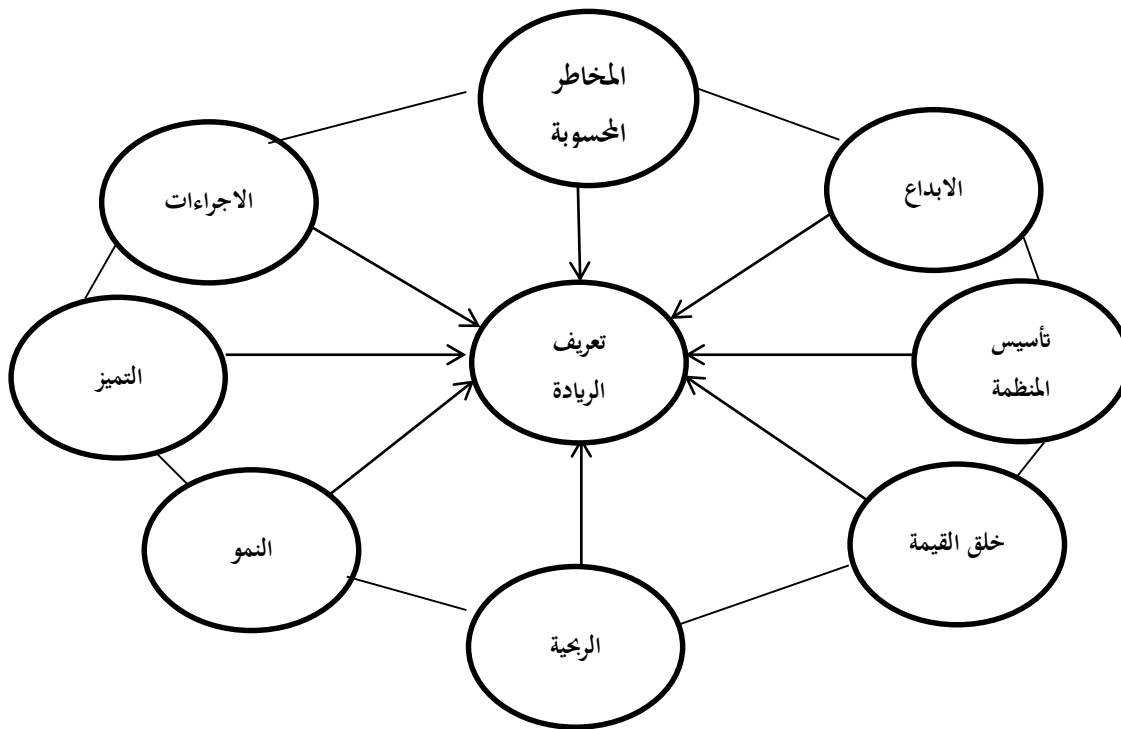 المخاطر
المحسوبة
الابداع
الاجراءات
تأسيس
المنظمة
تعريف
الريادة
التميز
خلق القيمة
النمو
الربحية